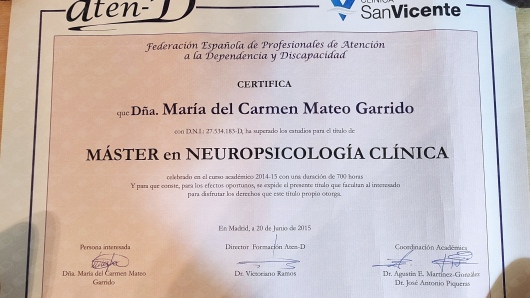 aten-D
CLÍNICA
SanVicente
Federación Española de Profesionales de Atención
a la Dependencia y Discapacidad
CERTIFICA
que Dña. María del Carmen Mateo Garrido
con D.N.I.: 27.534.183-D, ha superado los estudios para el título de
MÁSTER en NEUROPSICOLOGÍA CLÍNICA
celebrado en el curso académico 2014-15 con una duración de 700 horas
Y para que conste, para los efectos oportunos, se expide el presente título que facultan al interesado
para disfrutar los derechos que este título propio otorga.
En Madrid, a 20 de Junio de 2015
Persona interesada
Director Formación Aten-D
Coordinación Académica
Dña. María del Carmen Mateo
Garrido
Dr. Victoriano Ramos
Dr. Agustín E. Martínez-González
Dr. José Antonio Piqueras